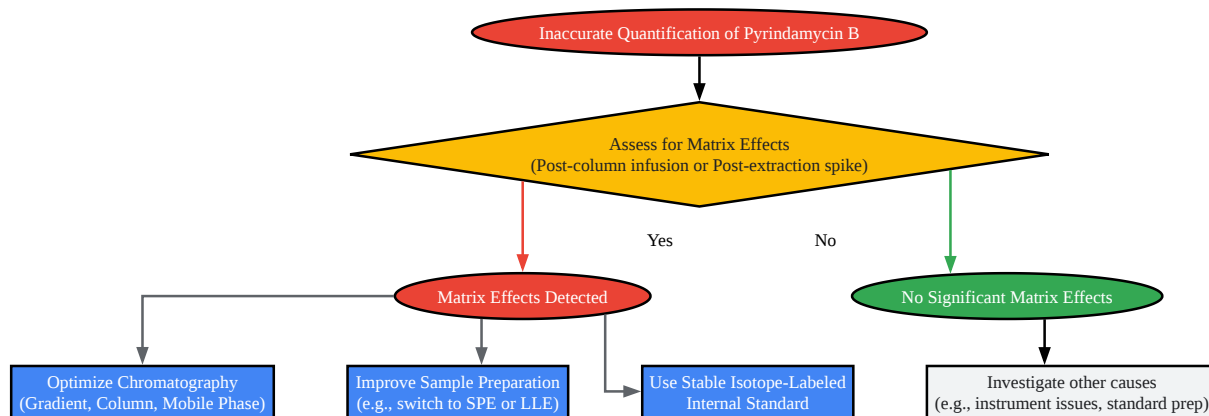 Inaccurate Quantification of Pyrindamycin B
Assess for Matrix Effects
(Post-column infusion or Post-extraction spike)
Yes
No
Matrix Effects Detected
No Significant Matrix Effects
Optimize Chromatography
(Gradient, Column, Mobile Phase)
Improve Sample Preparation
(e.g., switch to SPE or LLE)
Use Stable Isotope-Labeled
Internal Standard
Investigate other causes
(e.g., instrument issues, standard prep)